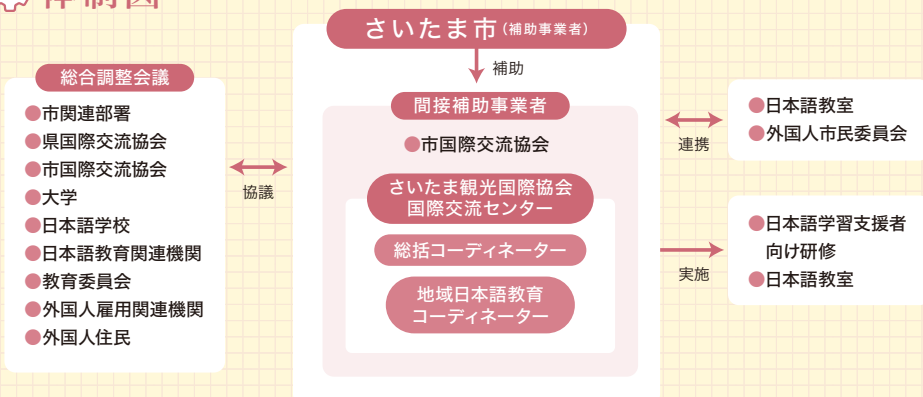 体制図
さいたま市(補助事業者)
補助
総合調整会議
●市関連部署
●県国際交流協会
●市国際交流協会
●大学
●日本語学校
●日本語教育関連機関
●教育委員会
●外国人雇用関連機関
●外国人住民
協議
間接補助事業者
●市国際交流協会
さいたま観光国際協会
国際交流センター
総括コーディネーター
地域日本語教育
コーディネーター
連携
●日本語教室
●外国人市民委員会
実施
●日本語学習支援者
向け研修
●日本語教室